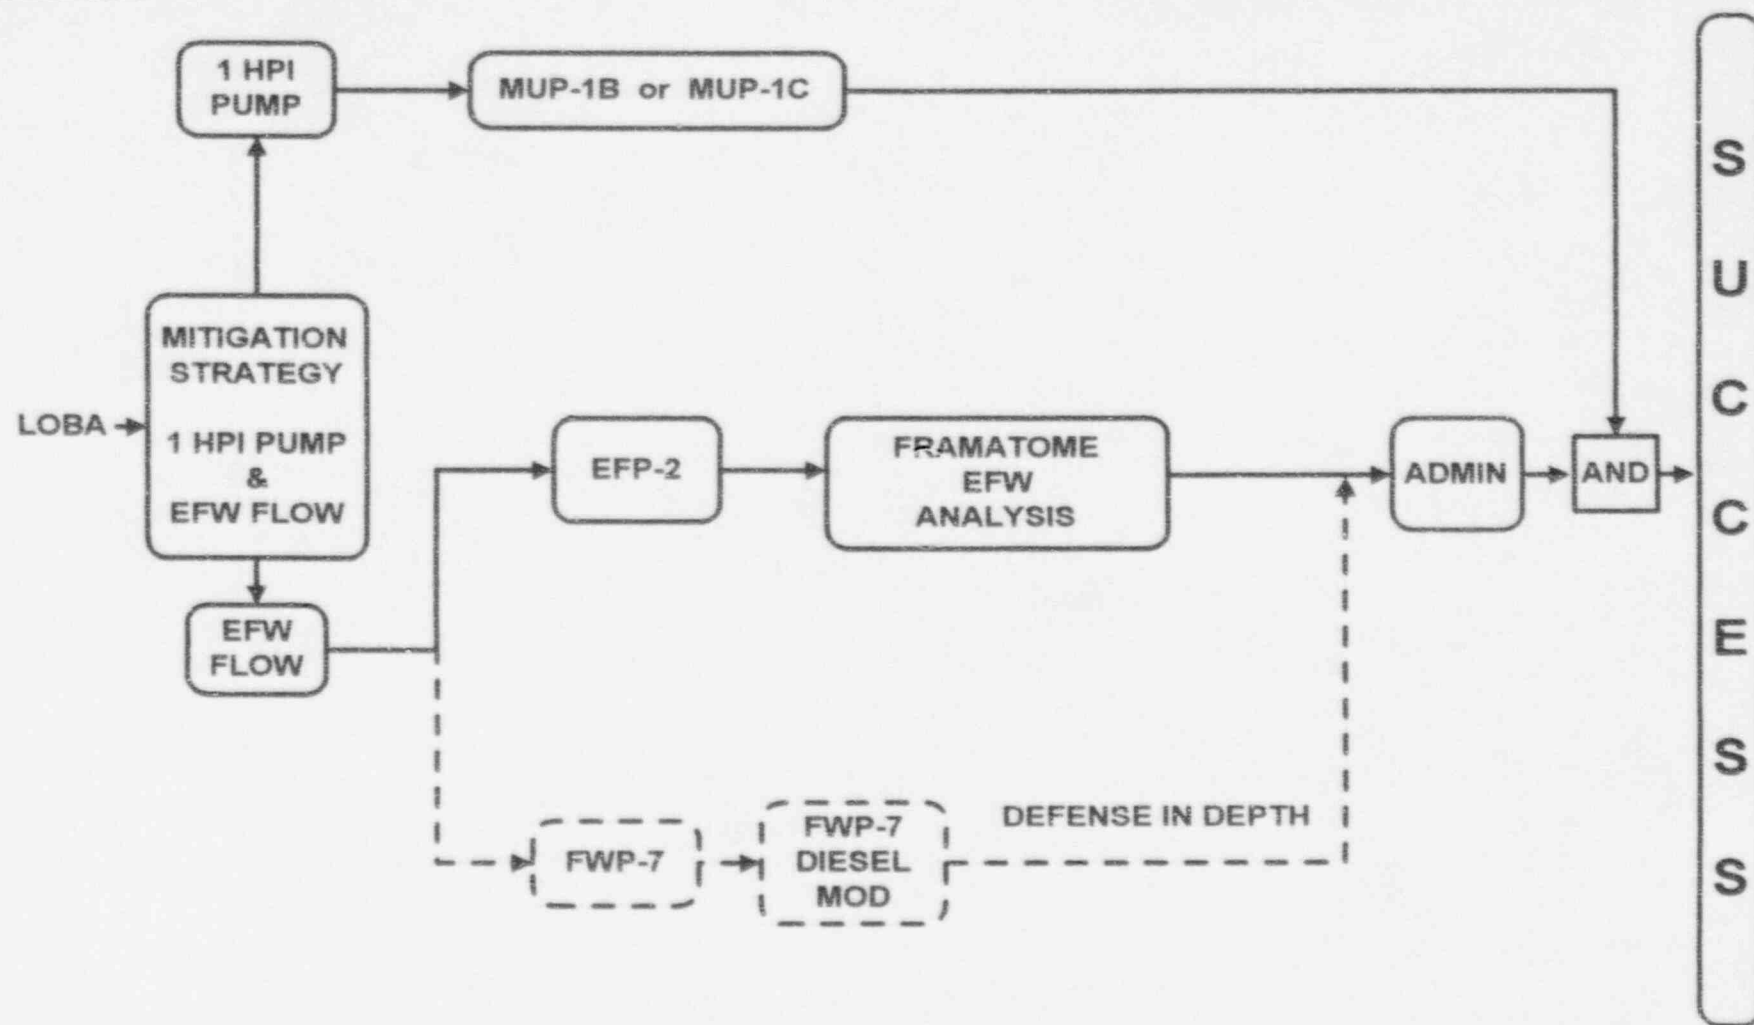 1 HPI
PUMP
MUP-1B or MUP-1C
LOBA
MITIGATION
STRATEGY
1 HPI PUMP
&
EFW FLOW
EFP-2
FRAMATOME
EFW
ANALYSIS
ADMIN
AND
EFW
FLOW
FWP-7
FWP-7
DIESEL
MOD
DEFENSE IN DEPTH
S
U
C
C
E
S
S